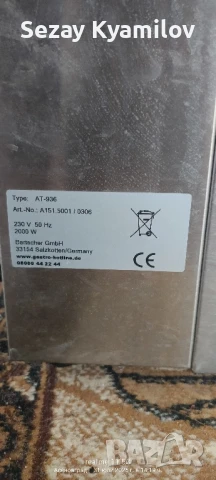 Sezay Kyamilov
Type: AT-936
Art.-No.: A151.5001 / 0306
230 V 50 Hz
2000 W
Bartscher GmbH
33154 Salzkotten/Germany
www.gastro-hotline.de
CE